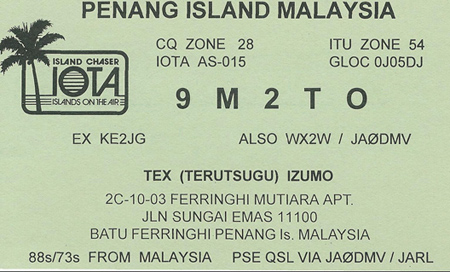 PENANG ISLAND MALAYSIA
CQ ZONE 28 ITU ZONE 54
IOTA AS-015 GLOC 0J05DJ
ISLAND CHASER
IOTA
ISLANDS ON THE AIR
9M2TO
EX KE2JG ALSO WX2W / JAØDMV
TEX (TERUTSUGU) IZUMO
2C-10-03 FERRINGHI MUTIARA APT.
JLN SUNGAI EMAS 11100
BATU FERRINGHI PENANG Is. MALAYSIA
88s/73s FROM MALAYSIA PSE QSL VIA JAØDMV / JARL